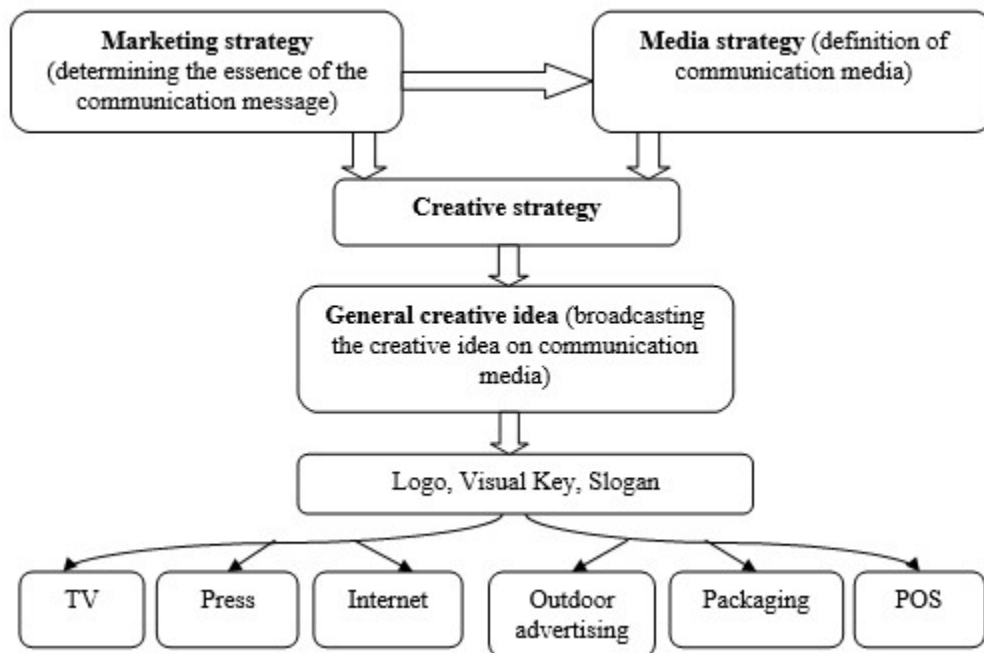 Marketing strategy
(determining the essence of the
communication message)
Media strategy (definition of
communication media)
Creative strategy
General creative idea (broadcasting
the creative idea on communication
media)
Logo, Visual Key, Slogan
TV
Press
Internet
Outdoor
advertising
Packaging
POS